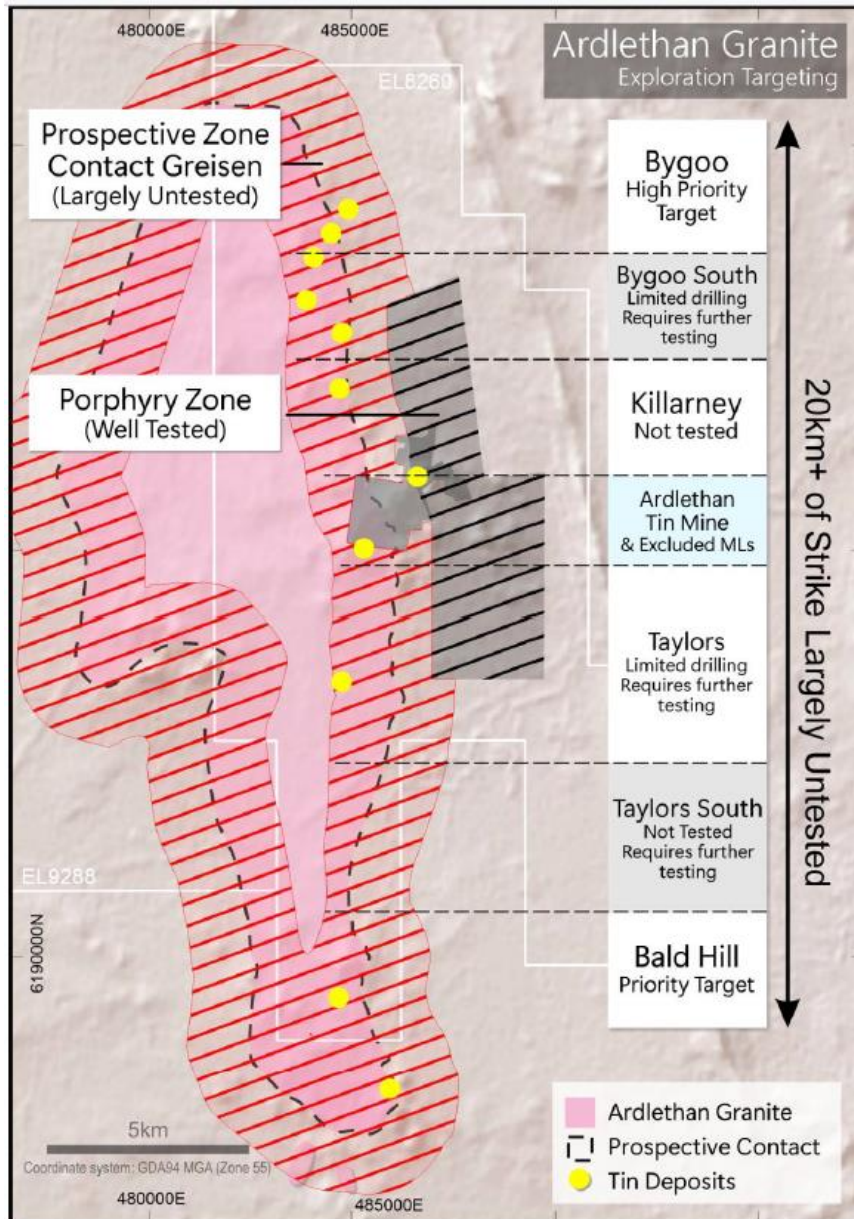 480000E
485000E
Ardlethan Granite
Exploration Targeting
EL8260
Prospective Zone
Contact Greisen
(Largely Untested)
Bygoo
High Priority
Target
Bygoo South
Limited drilling
Requires further
testing
Porphyry Zone
(Well Tested)
Killarney
Not tested
Ardlethan
Tin Mine
& Excluded MLs
Taylors
Limited drilling
Requires further
testing
Taylors South
Not Tested
Requires further
testing
Bald Hill
Priority Target
20km+ of Strike Largely Untested
EL9288
6190000N
5km
Coordinate system: GDA94 MGA (Zone 55)
Ardlethan Granite
Prospective Contact
Tin Deposits
480000E
485000E